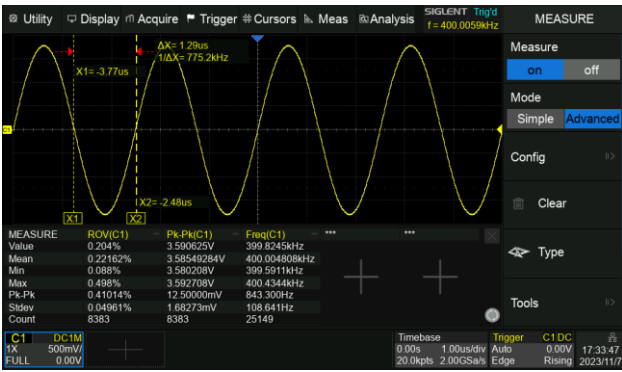 Utility Display Acquire Trigger Cursors Meas Analysis SIGLENT Trig'd MEASURE
f = 400.0059kHz
ΔX= 1.29us
1/ΔX= 775.2kHz
X1= -3.77us
C1
X2= -2.48us
X1 X2
Measure
on off
Mode
Simple Advanced
Config
Clear
Type
Tools
MEASURE ROV(C1) Pk-Pk(C1) Freq(C1) *** ***
Value 0.204% 3.590625V 399.8245kHz
Mean 0.22162% 3.58549284V 400.004808kHz
Min 0.088% 3.580208V 399.5911kHz
Max 0.498% 3.592708V 400.4344kHz
Pk-Pk 0.41014% 12.50000mV 843.300Hz
Stdev 0.04961% 1.68273mV 108.641Hz
Count 8383 8383 25149
C1 DC1M
1X 500mV/
FULL 0.00V
Timebase
0.00s 1.00us/div
20.0kpts 2.00GSa/s
Trigger C1 DC
Auto 0.00V
Edge Rising
17:33:47
2023/11/7